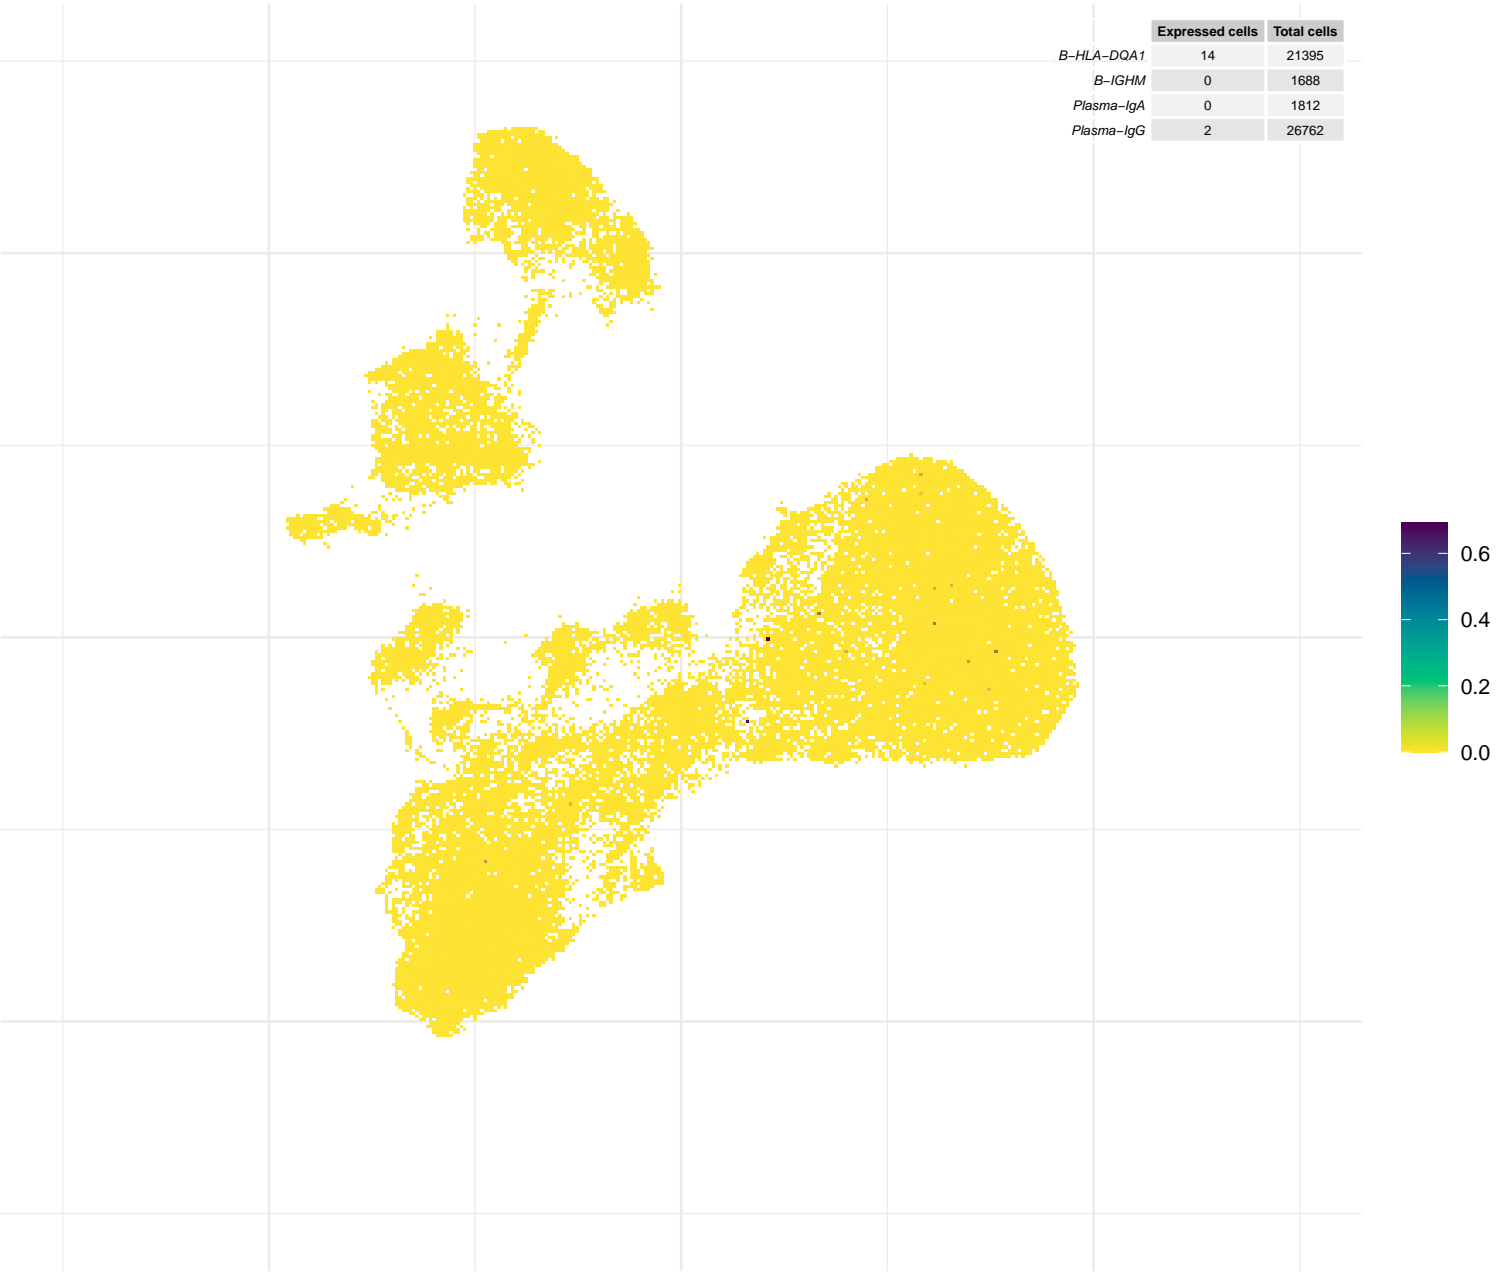 Expressed cells Total cells
B−HLA−DQA1 14 21395
B−IGHM 0 1688
Plasma−IgA 0 1812
Plasma−IgG 2 26762
0.6
0.4
0.2
0.0